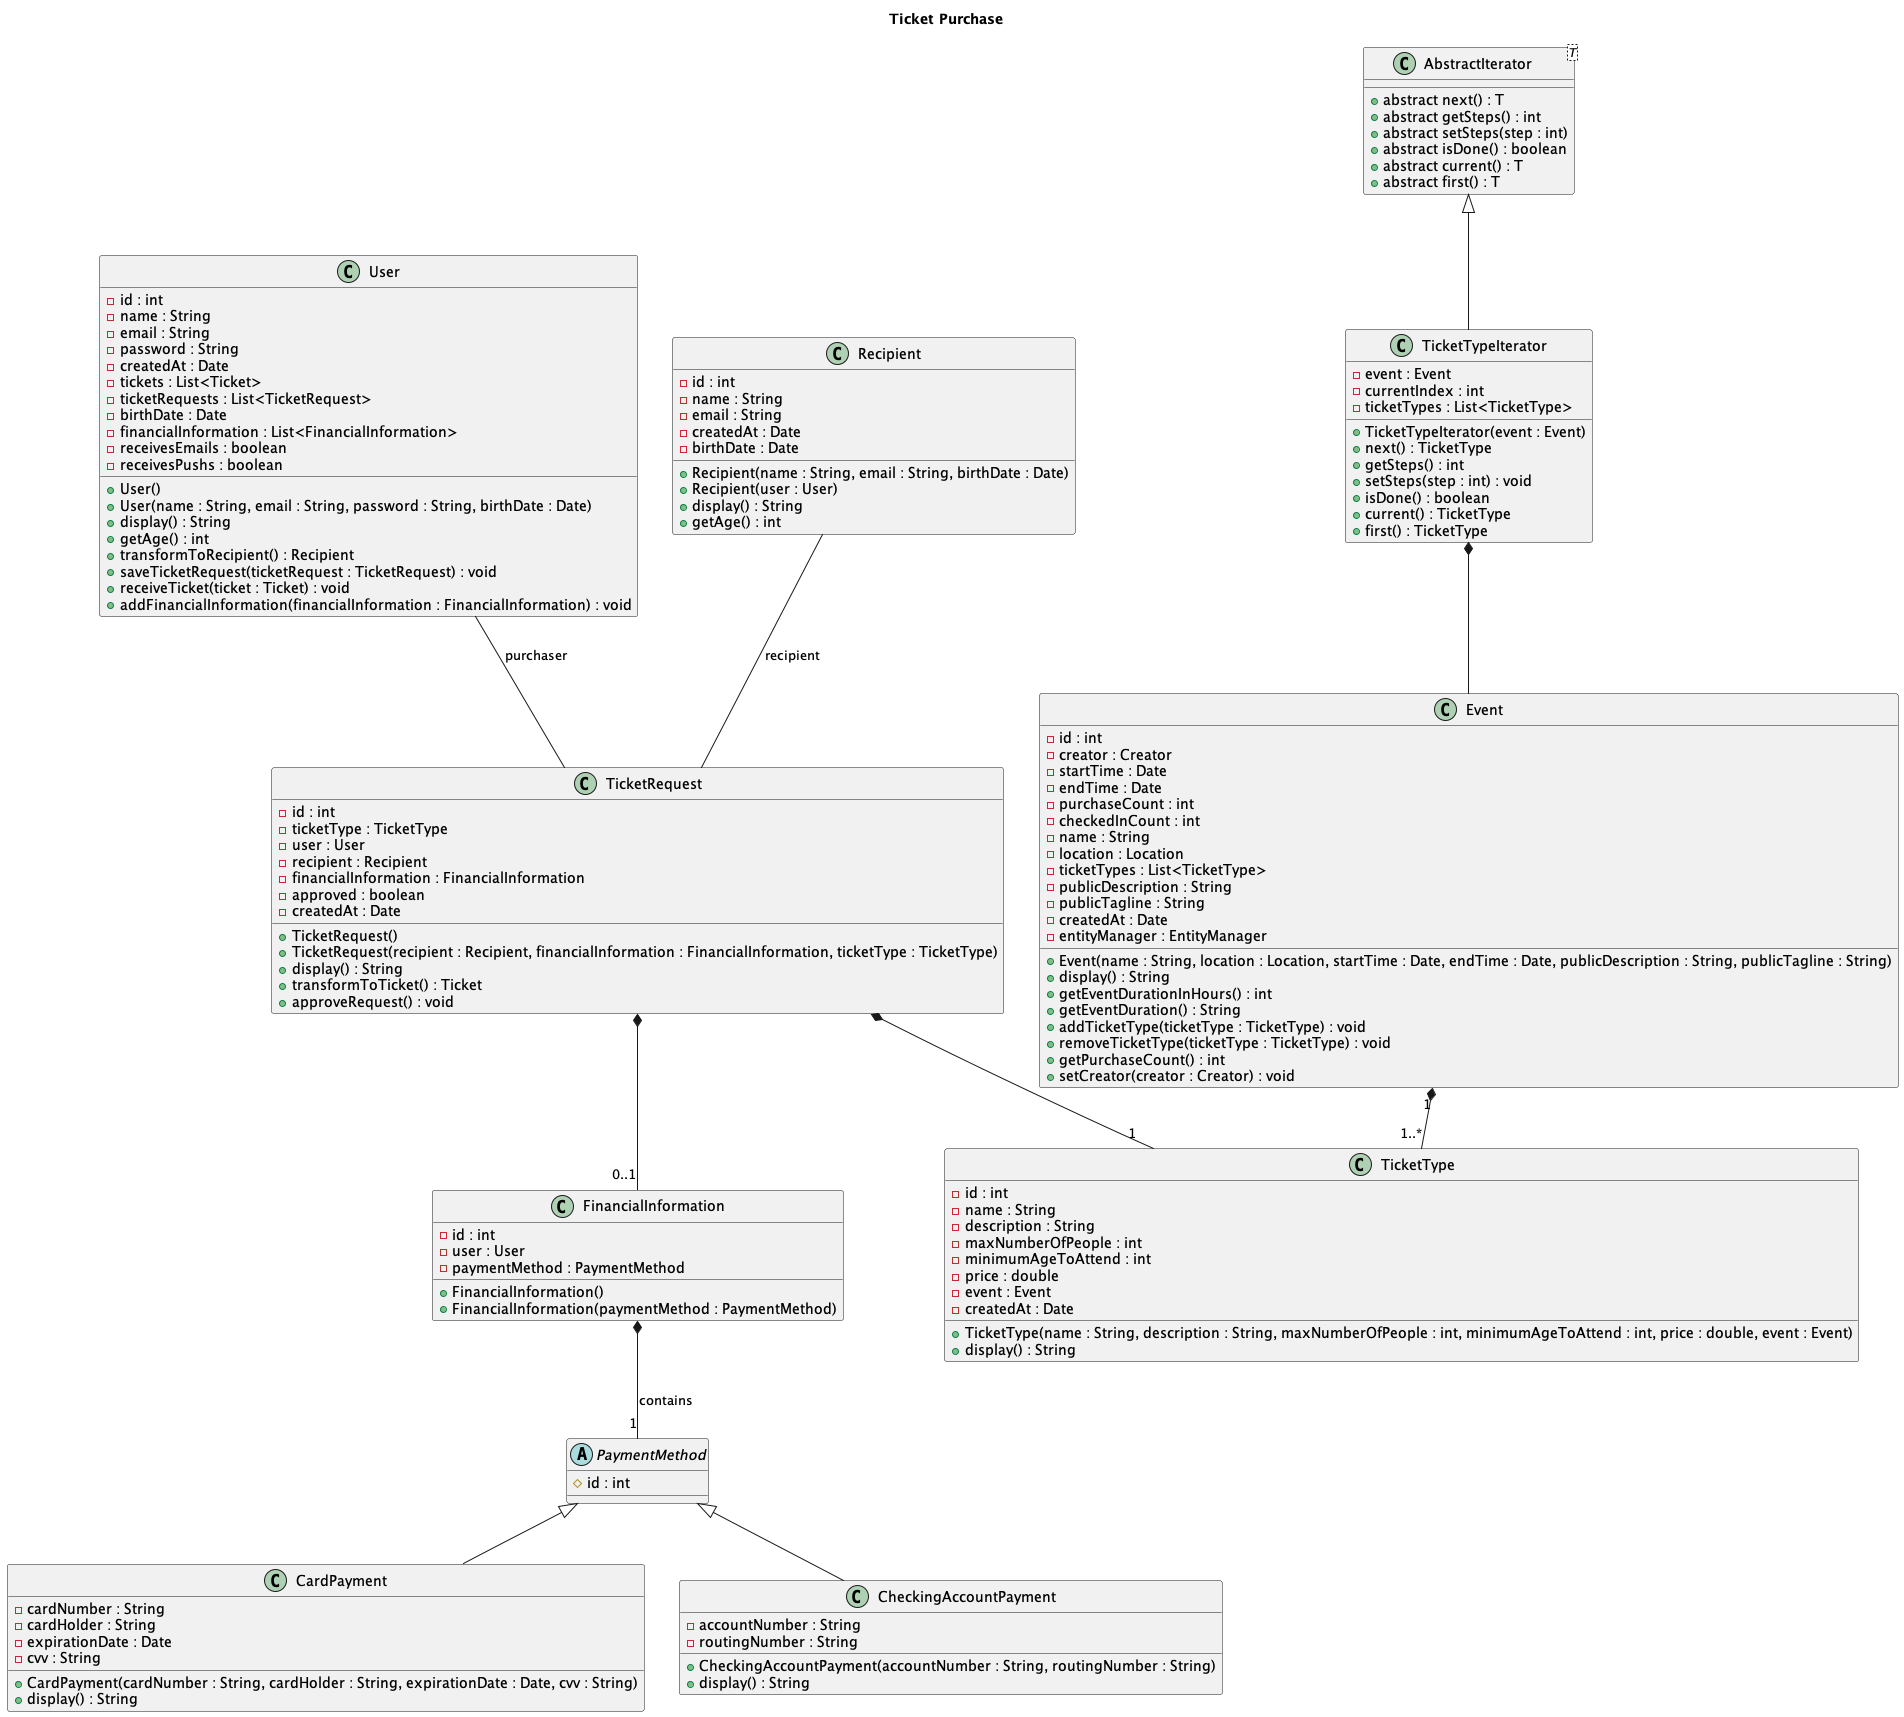 Ticket Purchase
C AbstractIterator
T
abstract next() : T
abstract getSteps() : int
abstract setSteps(step : int)
abstract isDone() : boolean
abstract current() : T
abstract first() : T
C User
id : int
name : String
email : String
password : String
createdAt : Date
tickets : List<Ticket>
ticketRequests : List<TicketRequest>
birthDate : Date
financialInformation : List<FinancialInformation>
receivesEmails : boolean
receivesPushs : boolean
User()
User(name : String, email : String, password : String, birthDate : Date)
display() : String
getAge() : int
transformToRecipient() : Recipient
saveTicketRequest(ticketRequest : TicketRequest) : void
receiveTicket(ticket : Ticket) : void
addFinancialInformation(financialInformation : FinancialInformation) : void
C Recipient
id : int
name : String
email : String
createdAt : Date
birthDate : Date
Recipient(name : String, email : String, birthDate : Date)
Recipient(user : User)
display() : String
getAge() : int
C TicketTypeIterator
event : Event
currentIndex : int
ticketTypes : List<TicketType>
TicketTypeIterator(event : Event)
next() : TicketType
getSteps() : int
setSteps(step : int) : void
isDone() : boolean
current() : TicketType
first() : TicketType
purchaser
recipient
C TicketRequest
id : int
ticketType : TicketType
user : User
recipient : Recipient
financialInformation : FinancialInformation
approved : boolean
createdAt : Date
TicketRequest()
TicketRequest(recipient : Recipient, financialInformation : FinancialInformation, ticketType : TicketType)
display() : String
transformToTicket() : Ticket
approveRequest() : void
C Event
id : int
creator : Creator
startTime : Date
endTime : Date
purchaseCount : int
checkedInCount : int
name : String
location : Location
ticketTypes : List<TicketType>
publicDescription : String
publicTagline : String
createdAt : Date
entityManager : EntityManager
Event(name : String, location : Location, startTime : Date, endTime : Date, publicDescription : String, publicTagline : String)
display() : String
getEventDurationInHours() : int
getEventDuration() : String
addTicketType(ticketType : TicketType) : void
removeTicketType(ticketType : TicketType) : void
getPurchaseCount() : int
setCreator(creator : Creator) : void
1
1
1..*
0..1
C FinancialInformation
id : int
user : User
paymentMethod : PaymentMethod
FinancialInformation()
FinancialInformation(paymentMethod : PaymentMethod)
C TicketType
id : int
name : String
description : String
maxNumberOfPeople : int
minimumAgeToAttend : int
price : double
event : Event
createdAt : Date
TicketType(name : String, description : String, maxNumberOfPeople : int, minimumAgeToAttend : int, price : double, event : Event)
display() : String
contains
1
A PaymentMethod
id : int
C CardPayment
cardNumber : String
cardHolder : String
expirationDate : Date
cvv : String
CardPayment(cardNumber : String, cardHolder : String, expirationDate : Date, cvv : String)
display() : String
C CheckingAccountPayment
accountNumber : String
routingNumber : String
CheckingAccountPayment(accountNumber : String, routingNumber : String)
display() : String